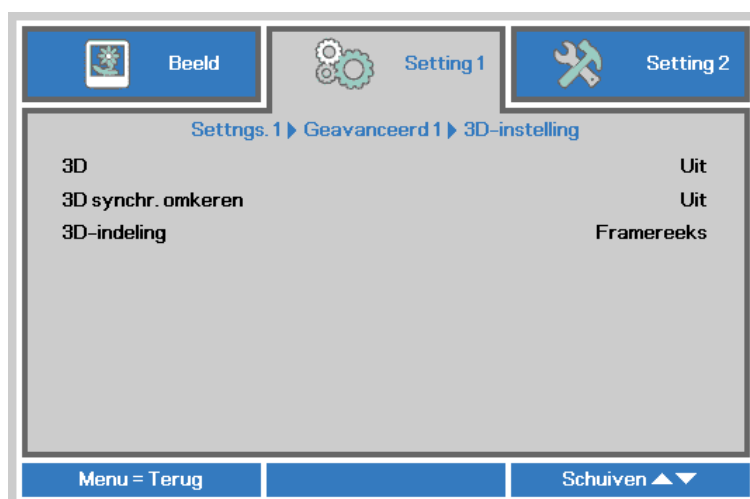 Beeld
Setting 1
Setting 2
Settngs. 1 ▶ Geavanceerd 1 ▶ 3D-instelling
3D Uit
3D synchr. omkeren Uit
3D-indeling Framereeks
Menu = Terug
Schuiven ▲▼